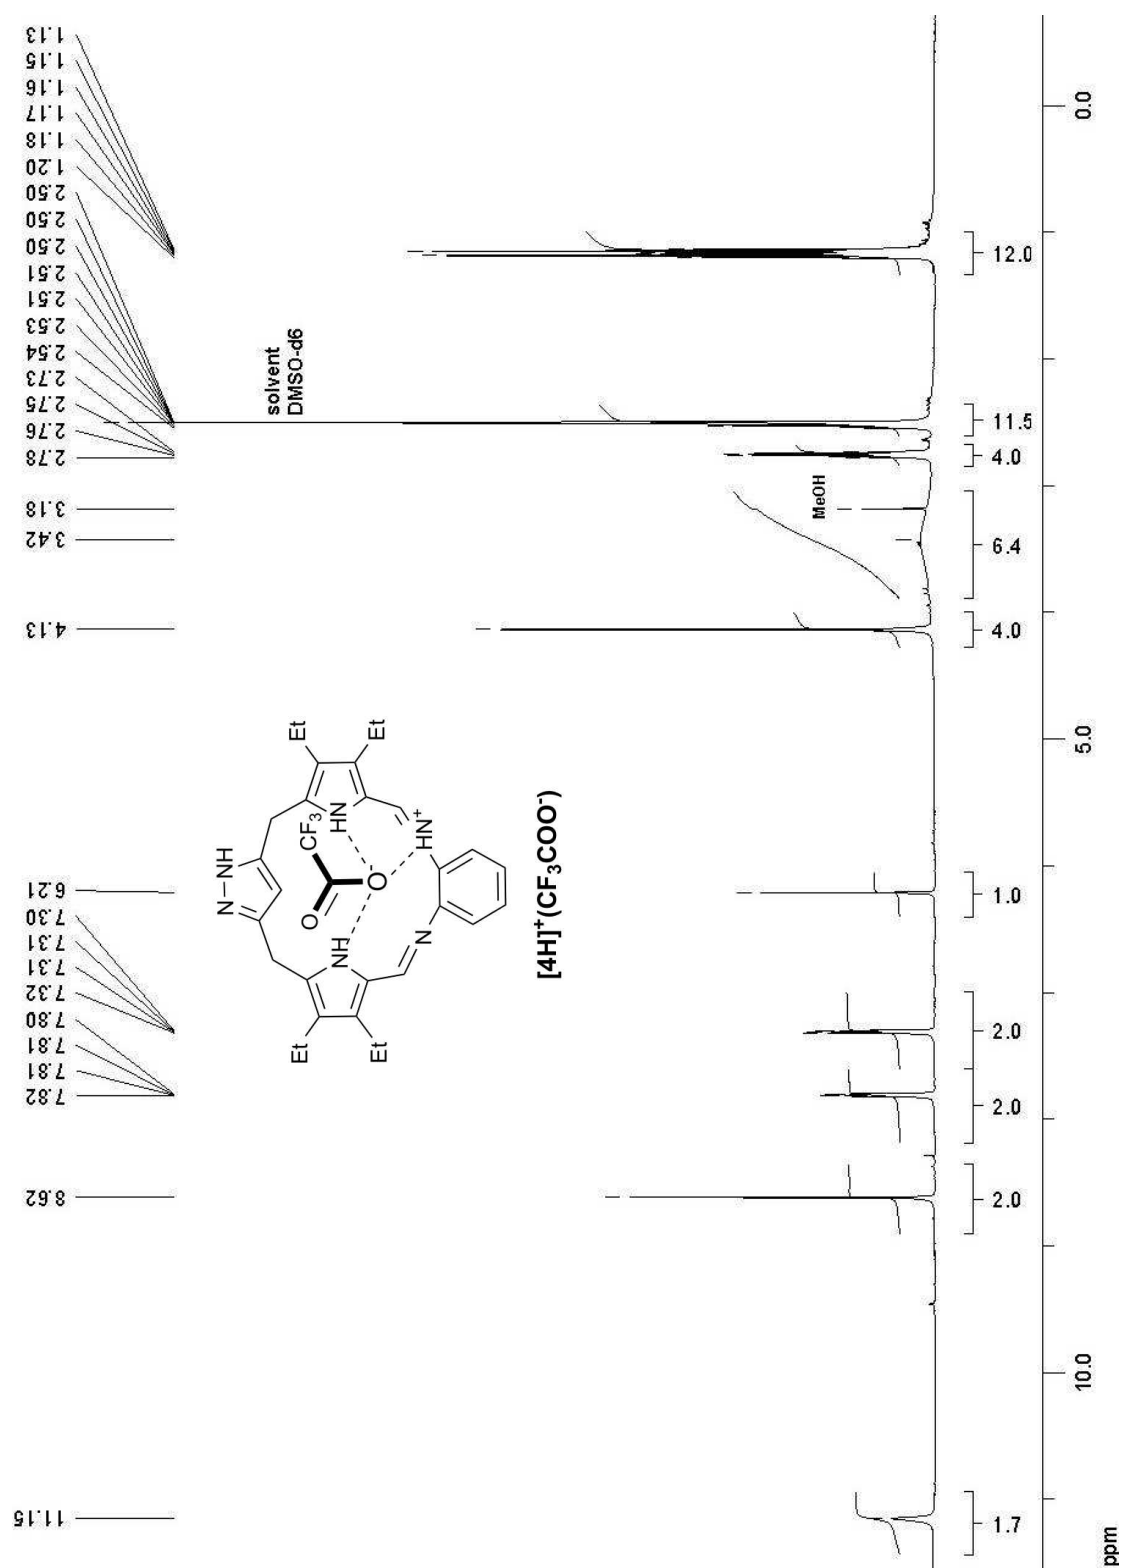 11.15
8.62
7.82
7.81
7.81
7.80
7.32
7.31
7.31
7.30
6.21
4.13
3.42
3.18
2.78
2.76
2.75
2.73
2.54
2.53
2.51
2.51
2.50
2.50
2.50
1.20
1.18
1.17
1.16
1.15
1.13
solvent
DMSO-d6
MeOH
N–NH
Et
Et
NH
O
CF3
O
HN
Et
Et
N
HN+
[4H]+(CF3COO-)
1.7
2.0
2.0
2.0
1.0
4.0
6.4
4.0
11.5
12.0
ppm
10.0
5.0
0.0